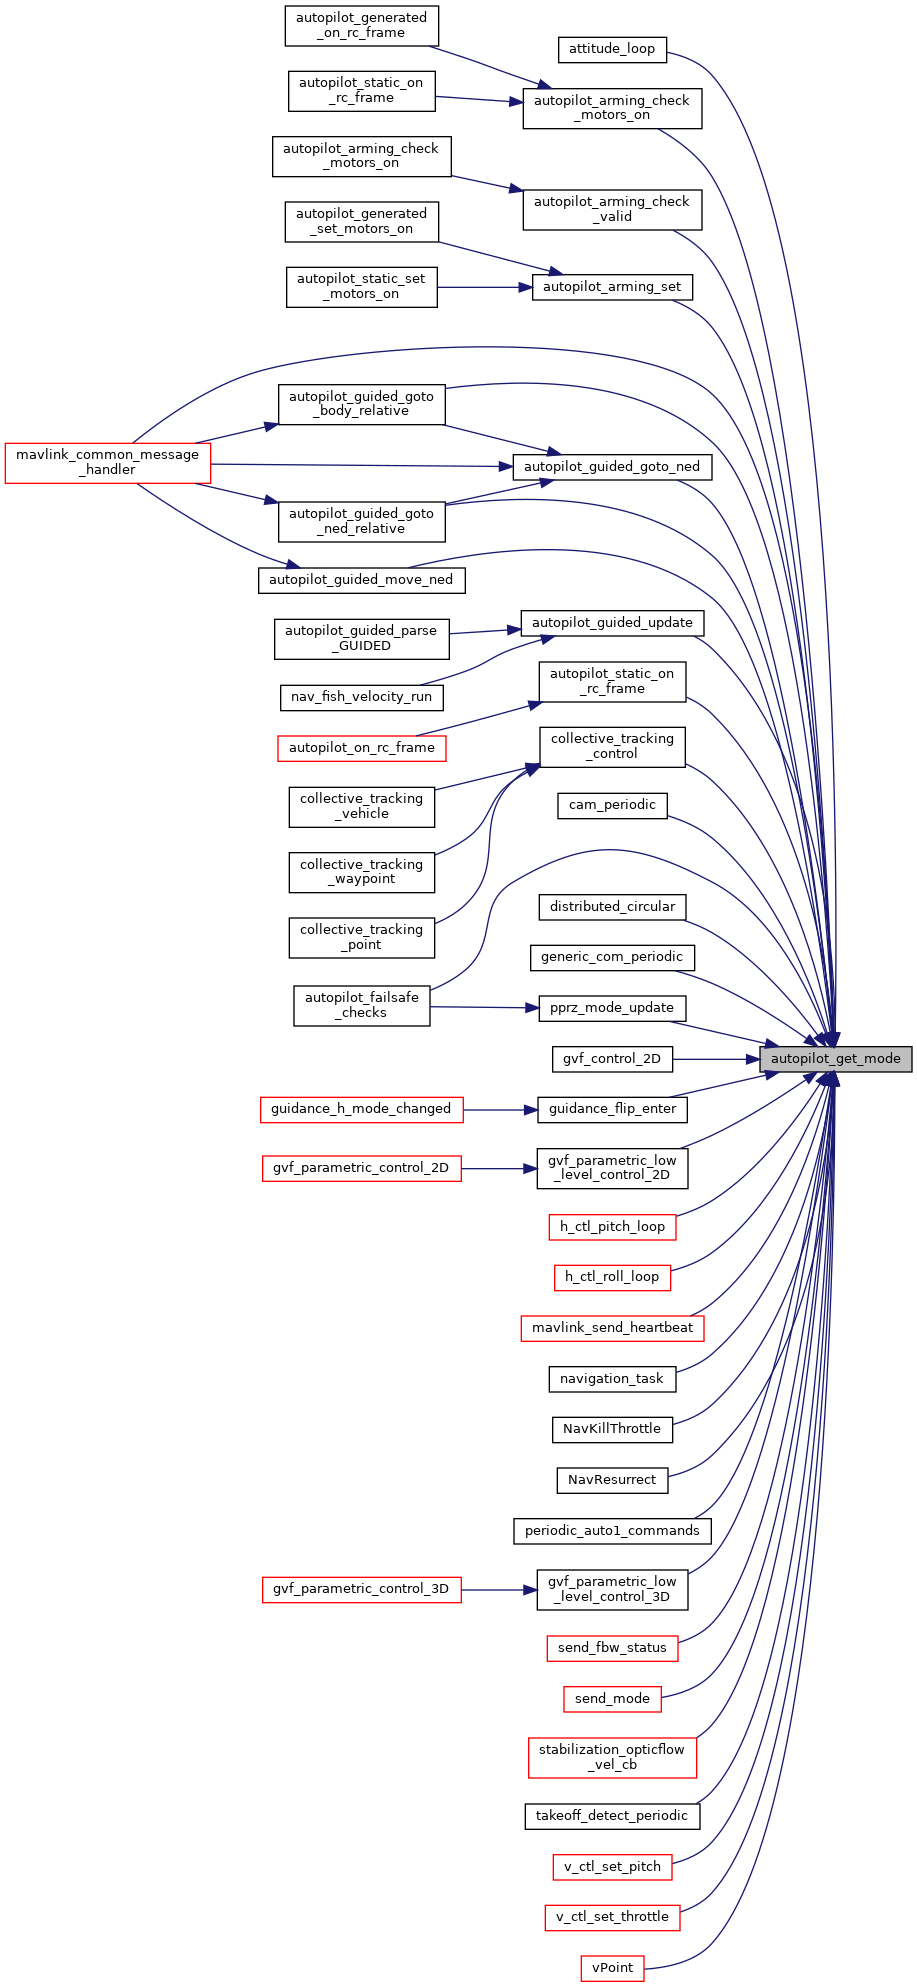 autopilot_generated
_on_rc_frame
attitude_loop
autopilot_static_on
_rc_frame
autopilot_arming_check
_motors_on
autopilot_arming_check
_motors_on
autopilot_arming_check
_valid
autopilot_generated
_set_motors_on
autopilot_static_set
_motors_on
autopilot_arming_set
autopilot_guided_goto
_body_relative
mavlink_common_message
_handler
autopilot_guided_goto_ned
autopilot_guided_goto
_ned_relative
autopilot_guided_move_ned
autopilot_guided_update
autopilot_guided_parse
_GUIDED
nav_fish_velocity_run
autopilot_static_on
_rc_frame
autopilot_on_rc_frame
collective_tracking
_control
collective_tracking
_vehicle
cam_periodic
collective_tracking
_waypoint
distributed_circular
collective_tracking
_point
generic_com_periodic
autopilot_failsafe
_checks
pprz_mode_update
gvf_control_2D
autopilot_get_mode
guidance_h_mode_changed
guidance_flip_enter
gvf_parametric_control_2D
gvf_parametric_low
_level_control_2D
h_ctl_pitch_loop
h_ctl_roll_loop
mavlink_send_heartbeat
navigation_task
NavKillThrottle
NavResurrect
periodic_auto1_commands
gvf_parametric_control_3D
gvf_parametric_low
_level_control_3D
send_fbw_status
send_mode
stabilization_opticflow
_vel_cb
takeoff_detect_periodic
v_ctl_set_pitch
v_ctl_set_throttle
vPoint